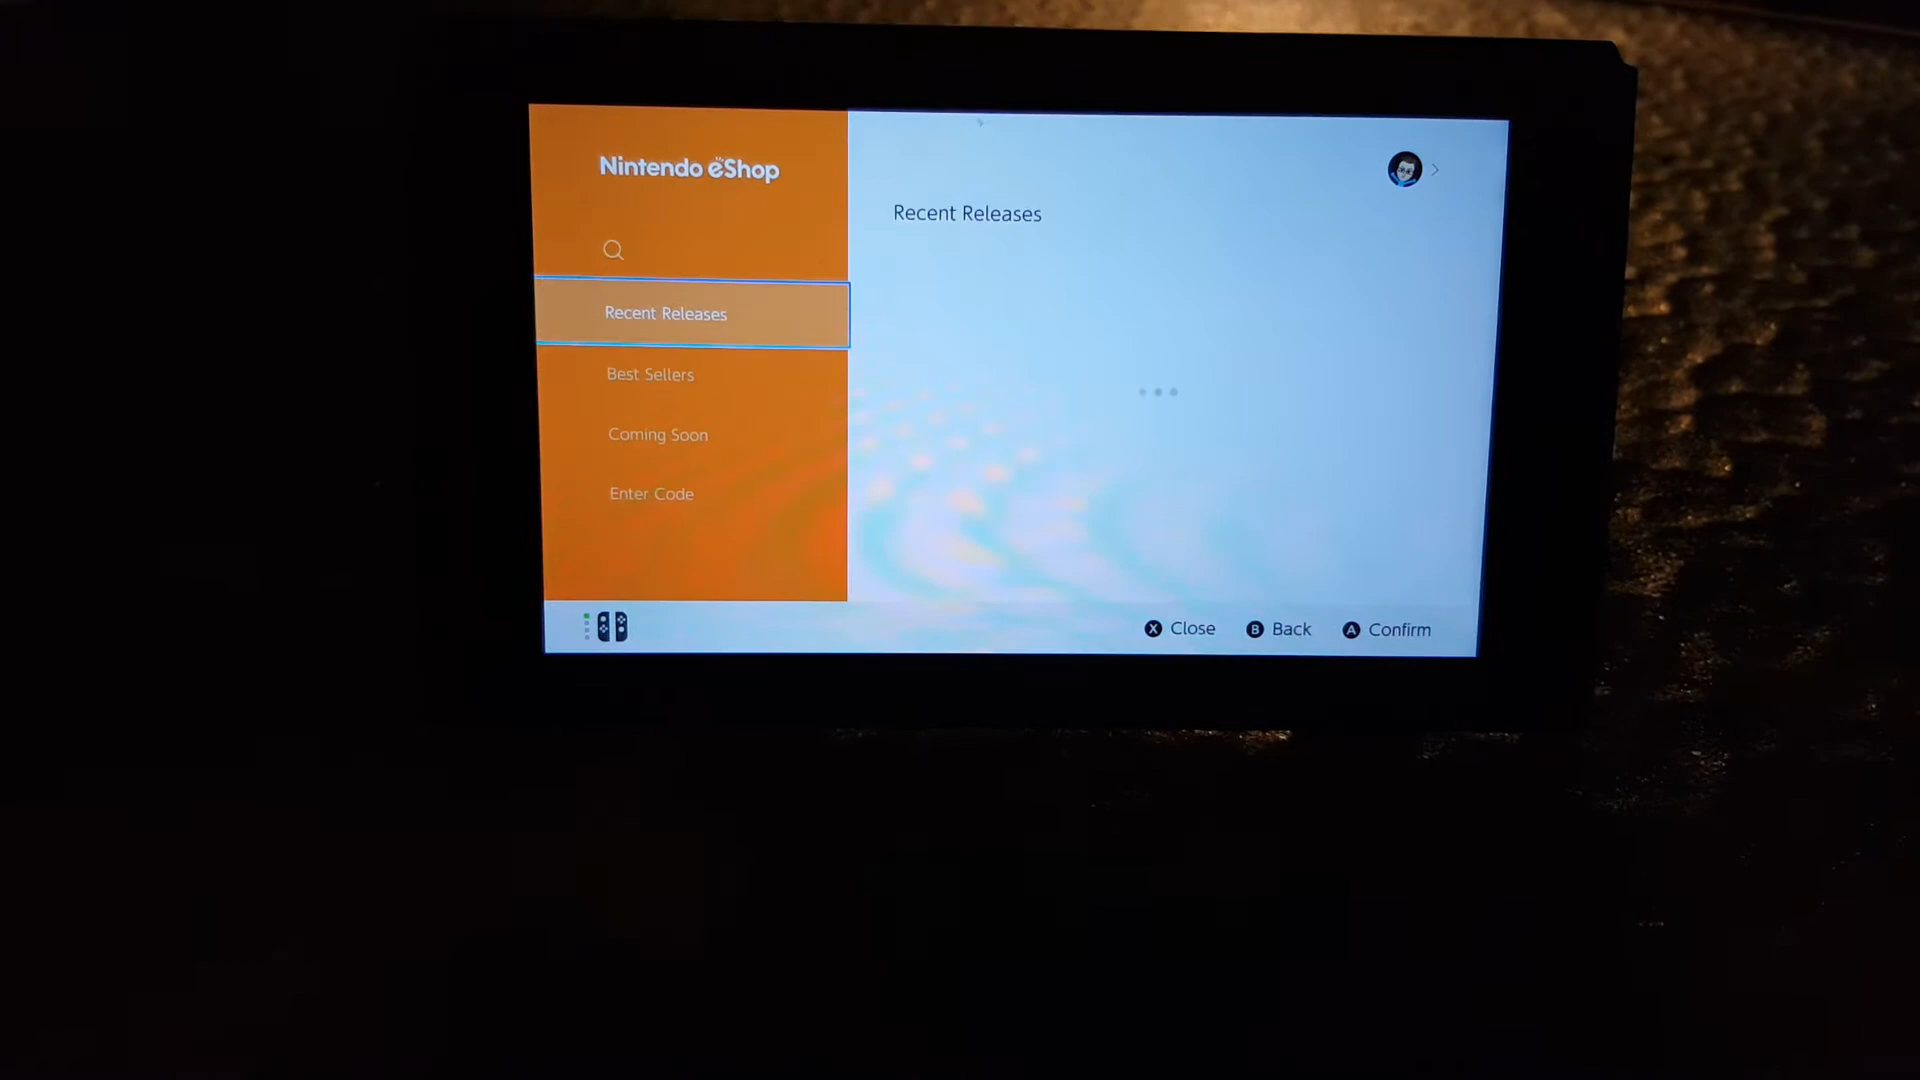 Nintendo eShop
Recent Releases
Recent Releases
Best Sellers
Coming Soon
Enter Code
X Close B Back A Confirm